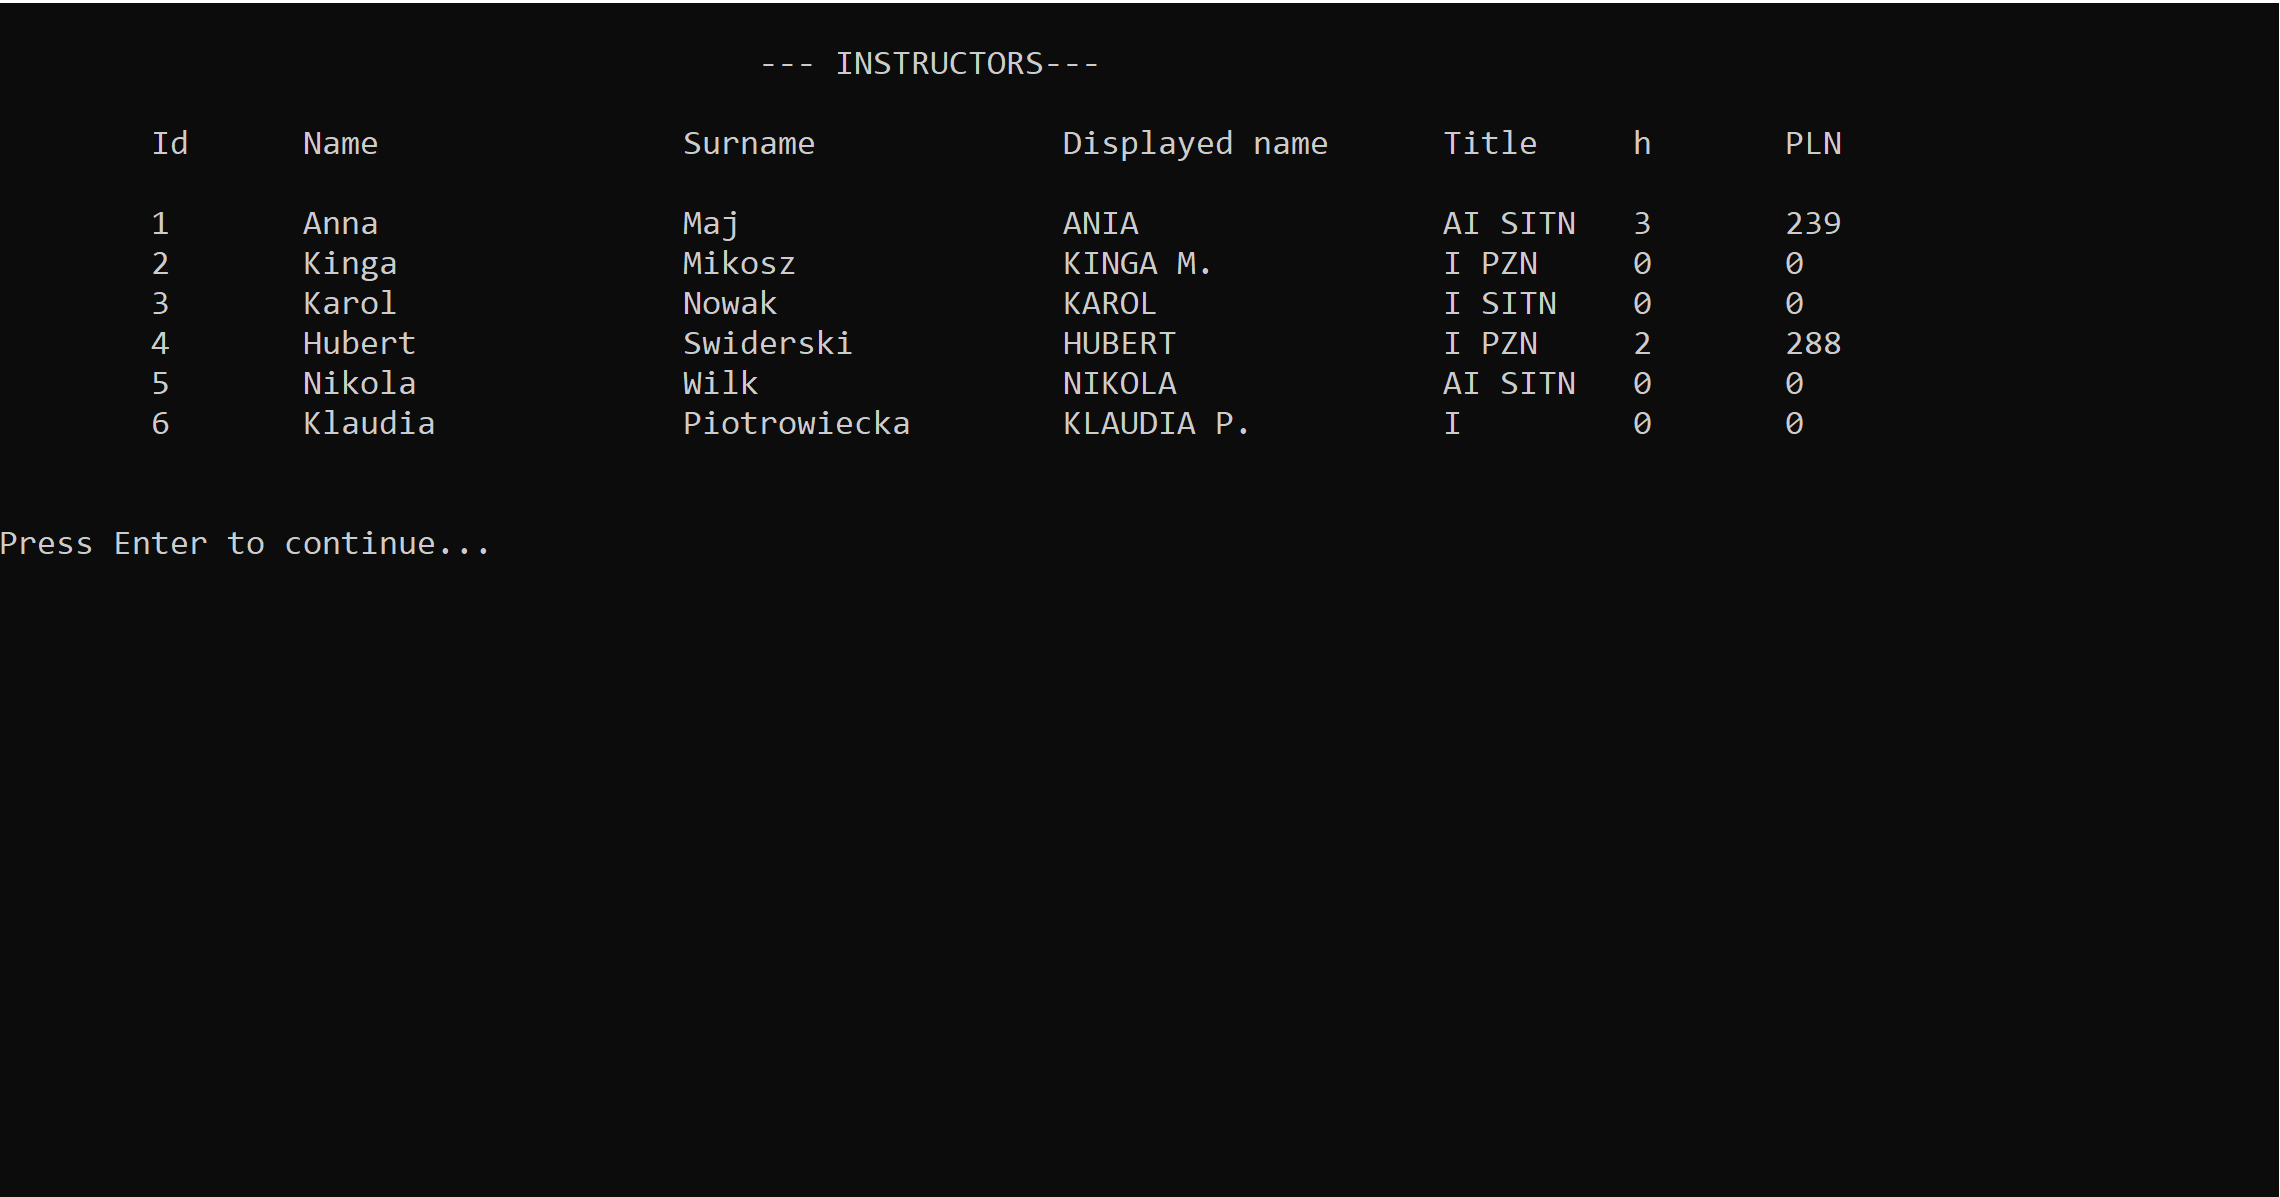 --- INSTRUCTORS---
Id Name Surname Displayed name Title h PLN
1 Anna Maj ANIA AI SITN 3 239
2 Kinga Mikosz KINGA M. I PZN 0 0
3 Karol Nowak KAROL I SITN 0 0
4 Hubert Swiderski HUBERT I PZN 2 288
5 Nikola Wilk NIKOLA AI SITN 0 0
6 Klaudia Piotrowiecka KLAUDIA P. I 0 0
Press Enter to continue...